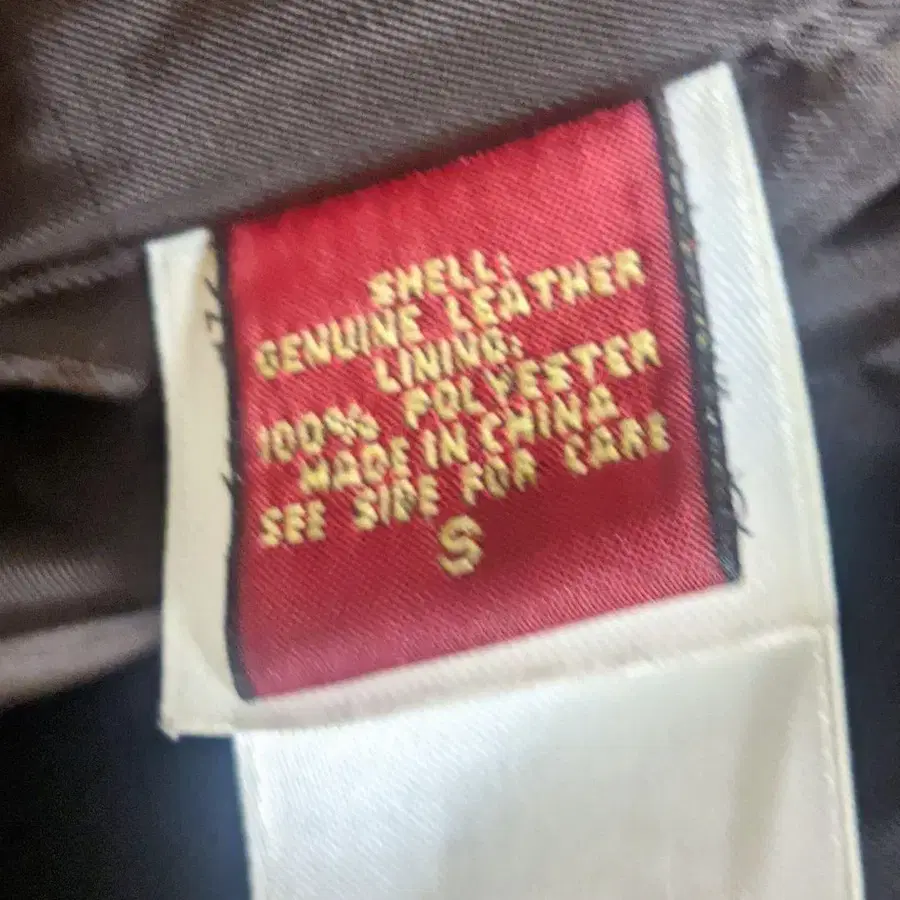 SHELL:
GENUINE LEATHER
LINING:
100% POLYESTER
MADE IN CHINA
SEE SIDE FOR CARE
S